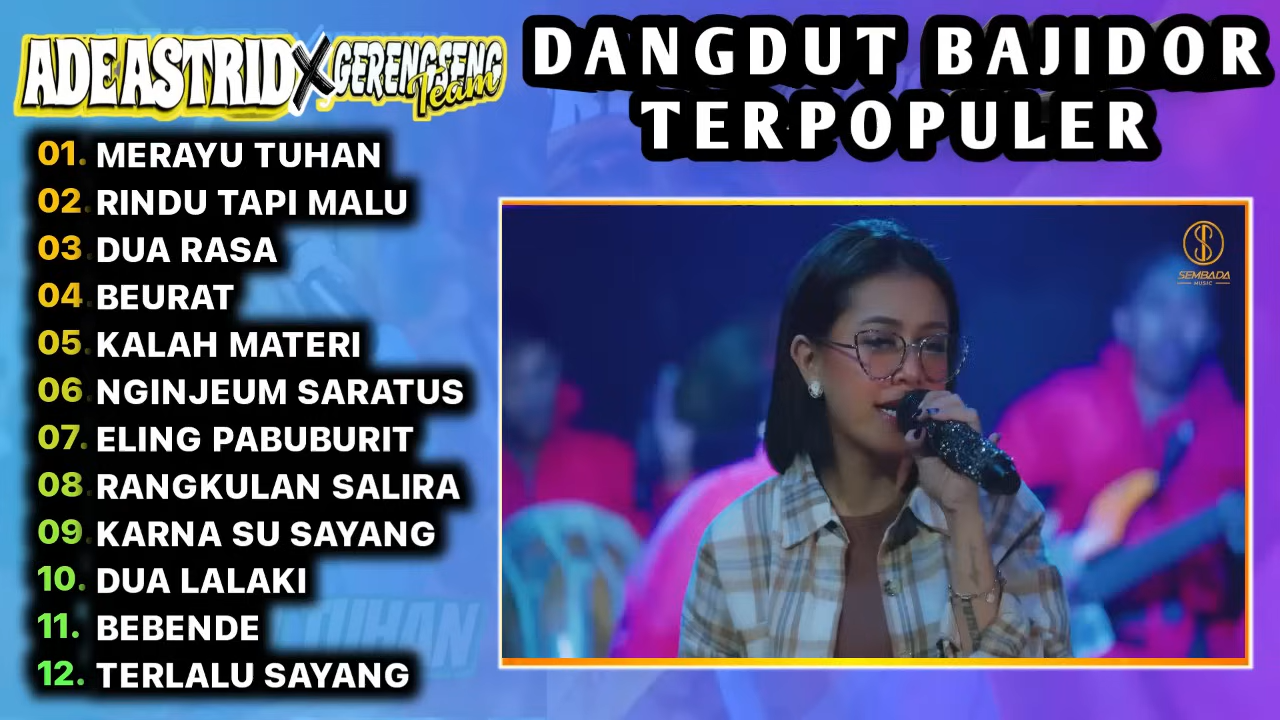 ADE ASTRID X GERENGSENG Team
DANGDUT BAJIDOR
TERPOPULER
01. MERAYU TUHAN
02. RINDU TAPI MALU
03. DUA RASA
04. BEURAT
05. KALAH MATERI
06. NGINJEUM SARATUS
07. ELING PABUBURIT
08. RANGKULAN SALIRA
09. KARNA SU SAYANG
10. DUA LALAKI
11. BEBENDE
12. TERLALU SAYANG
SEMBADA
MUSIC
TUHAN